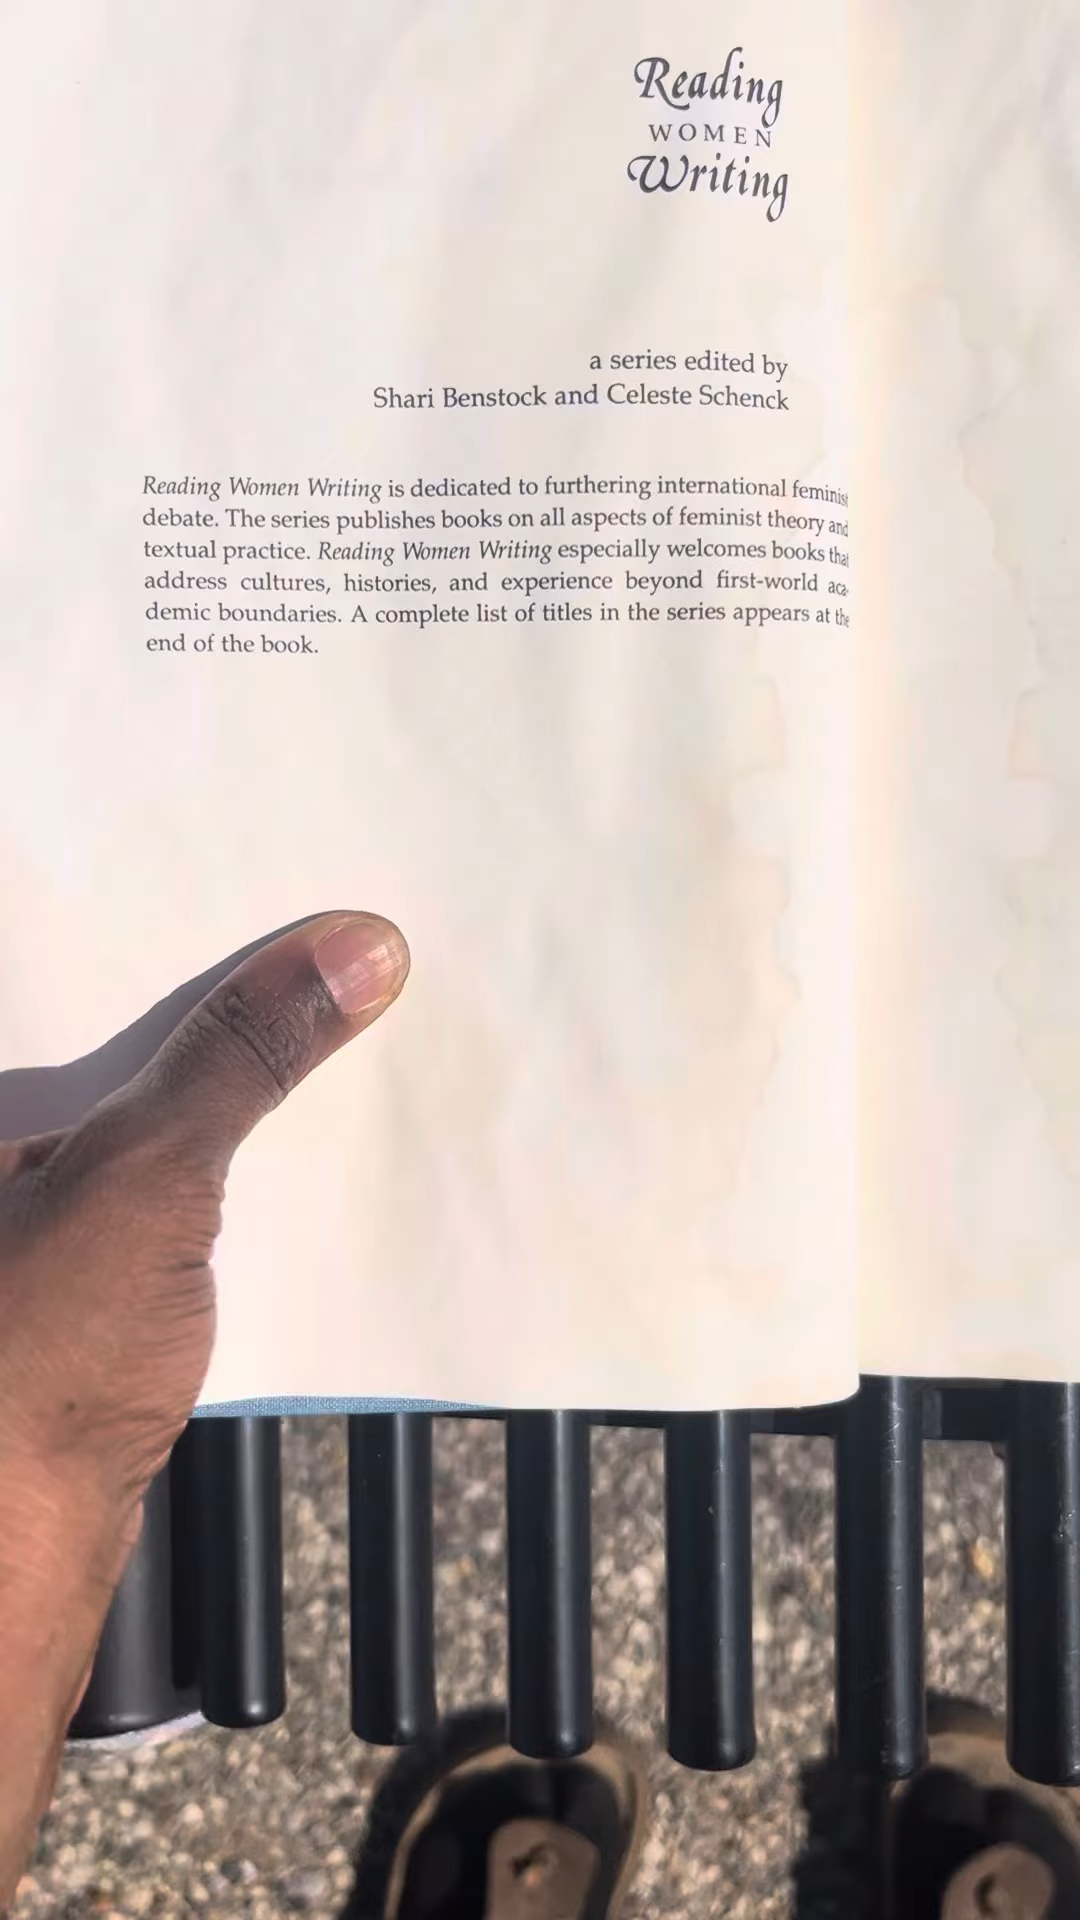 Reading
WOMEN
Writing
a series edited by
Shari Benstock and Celeste Schenck
Reading Women Writing is dedicated to furthering international feminist
debate. The series publishes books on all aspects of feminist theory and
textual practice. Reading Women Writing especially welcomes books that
address cultures, histories, and experience beyond first-world aca-
demic boundaries. A complete list of titles in the series appears at the
end of the book.